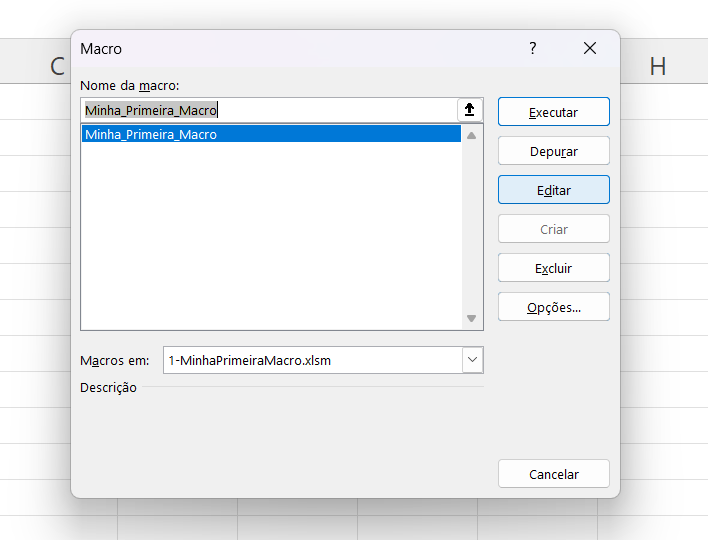 C
H
Macro
?
Nome da macro:
Minha_Primeira_Macro
Minha_Primeira_Macro
Executar
Depurar
Editar
Criar
Excluir
Opções...
Macros em:
1-MinhaPrimeiraMacro.xlsm
Descrição
Cancelar